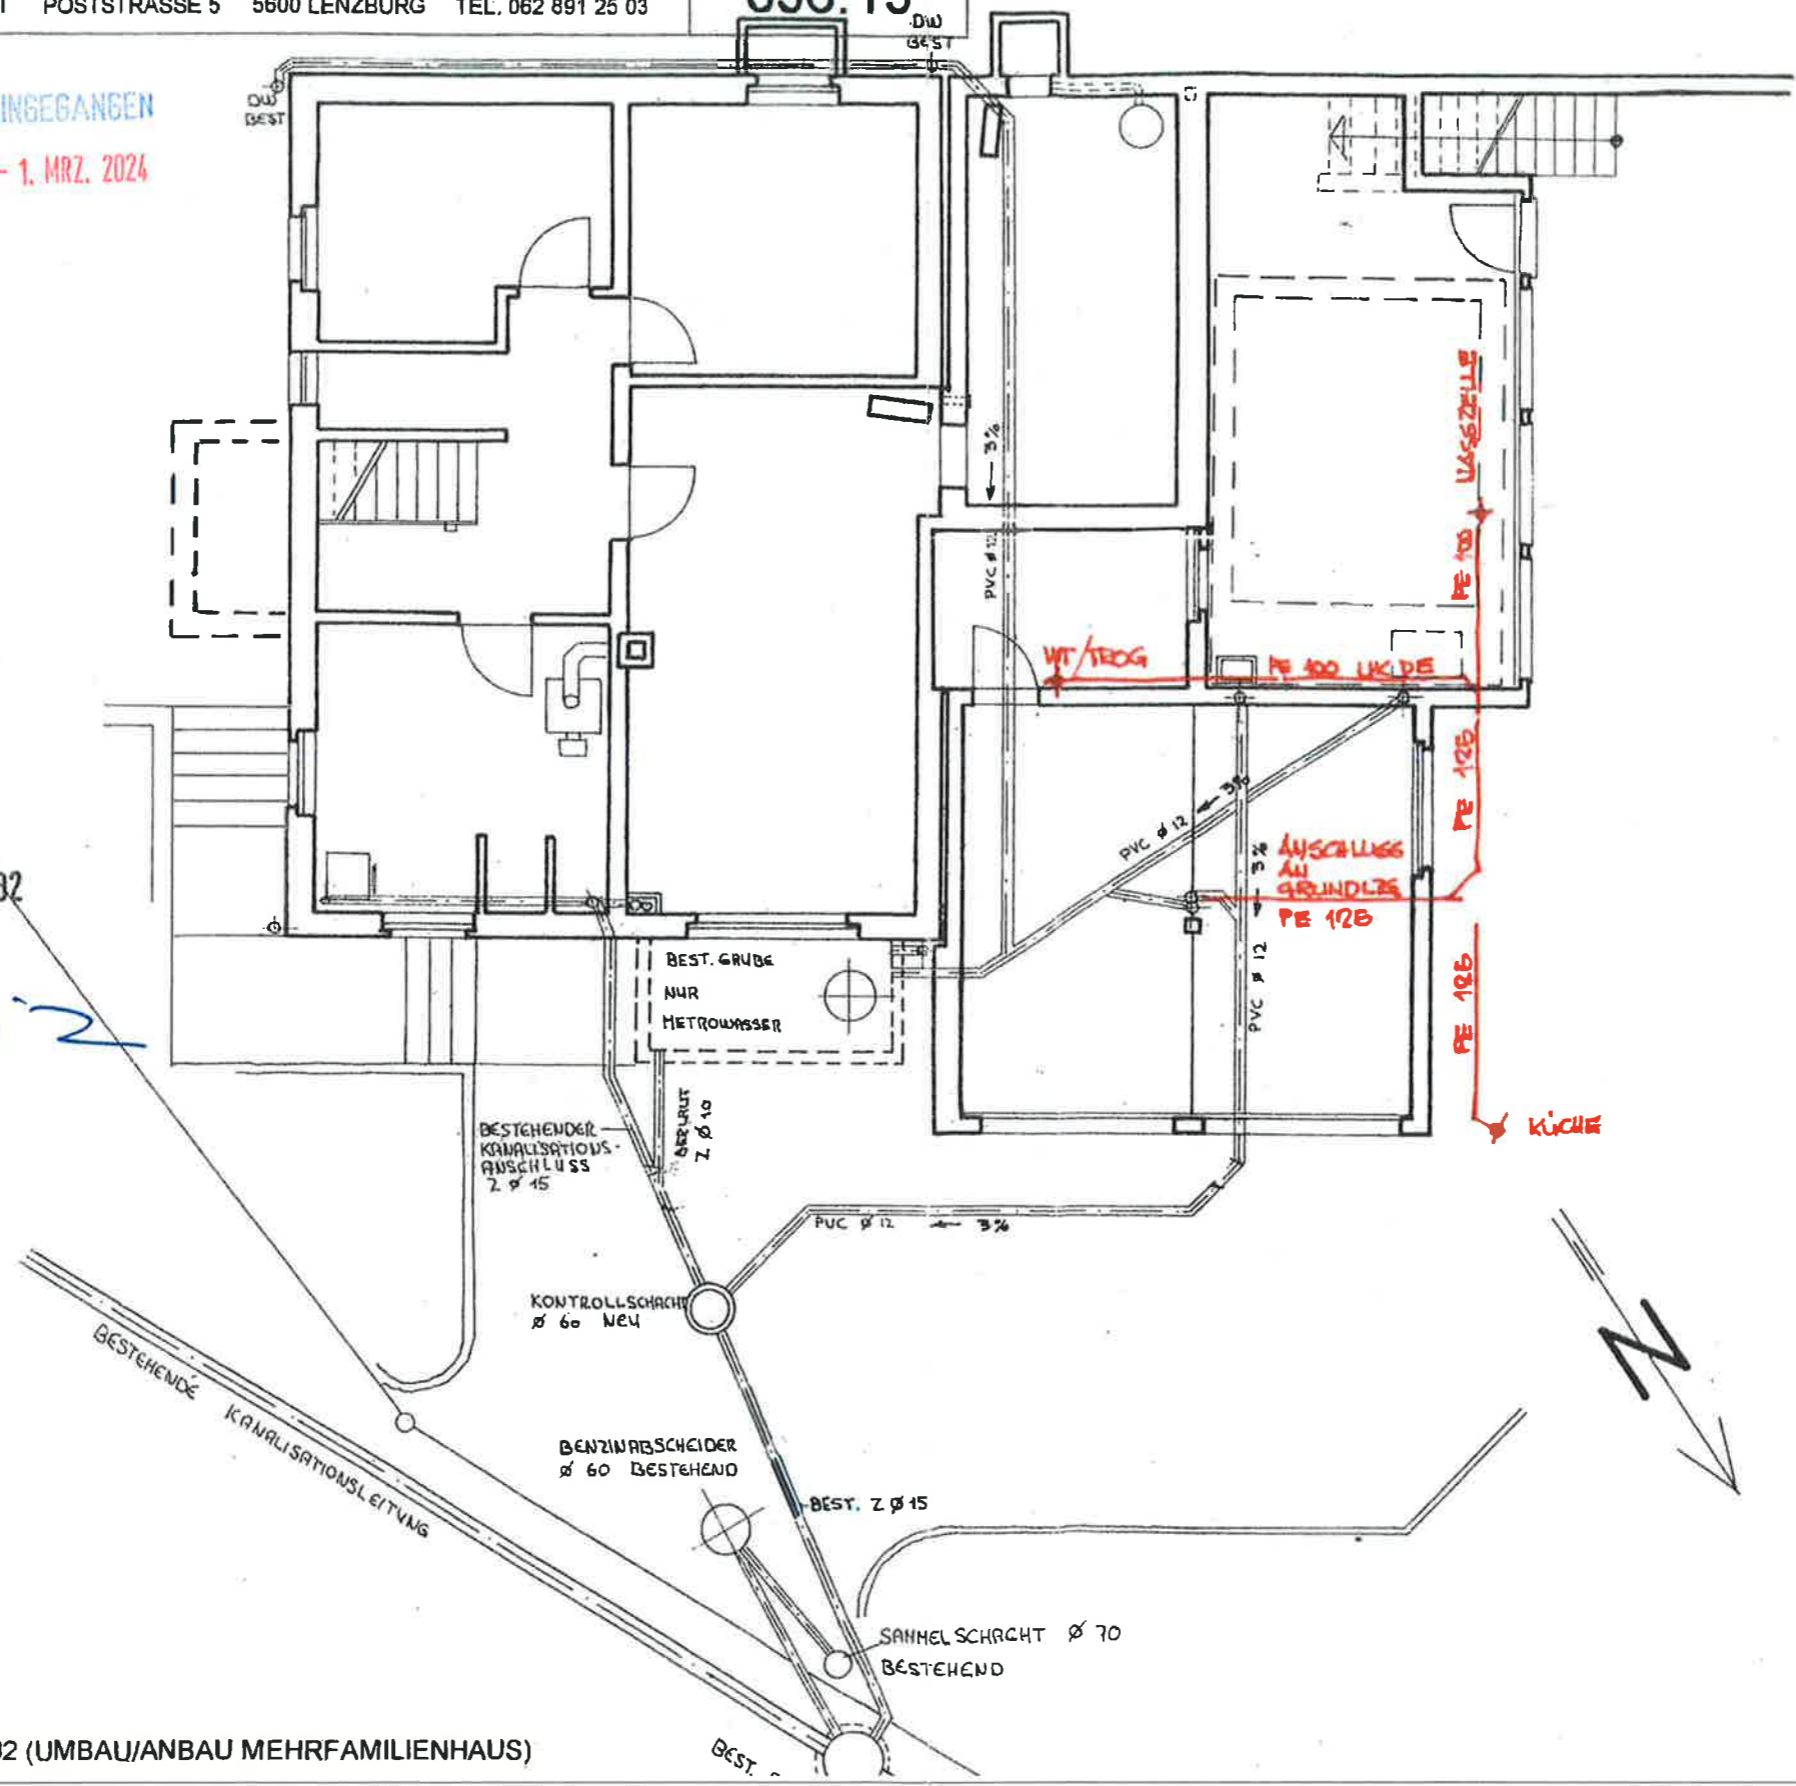 POSTSTRASSE 5 5600 LENZBURG TEL. 062 891 25 03
DW
BEST
INGEGANGEN
- 1. MRZ. 2024
DW
BEST
3%
PVC Ø 12
NASSZELLE
PE 100
WT/TROG
PE 100 UK DE
PE 125
PVC Ø 12
3%
3%
ANSCHLUSS
AN
GRUNDLTG
PE 125
PVC Ø 12
PE 125
KÜCHE
BEST. GRUBE
NUR
METROWASSER
BESTEHENDER
KANALISATIONS-
ANSCHLUSS
Z Ø 15
Z Ø 10
PVC Ø 12 3%
KONTROLLSCHACHT
Ø 60 NEU
BESTEHENDE KANALISATIONSLEITUNG
BENZINABSCHEIDER
Ø 60 BESTEHEND
BEST. Z Ø 15
N
SAMMELSCHACHT Ø 70
BESTEHEND
BEST.
02 (UMBAU/ANBAU MEHRFAMILIENHAUS)